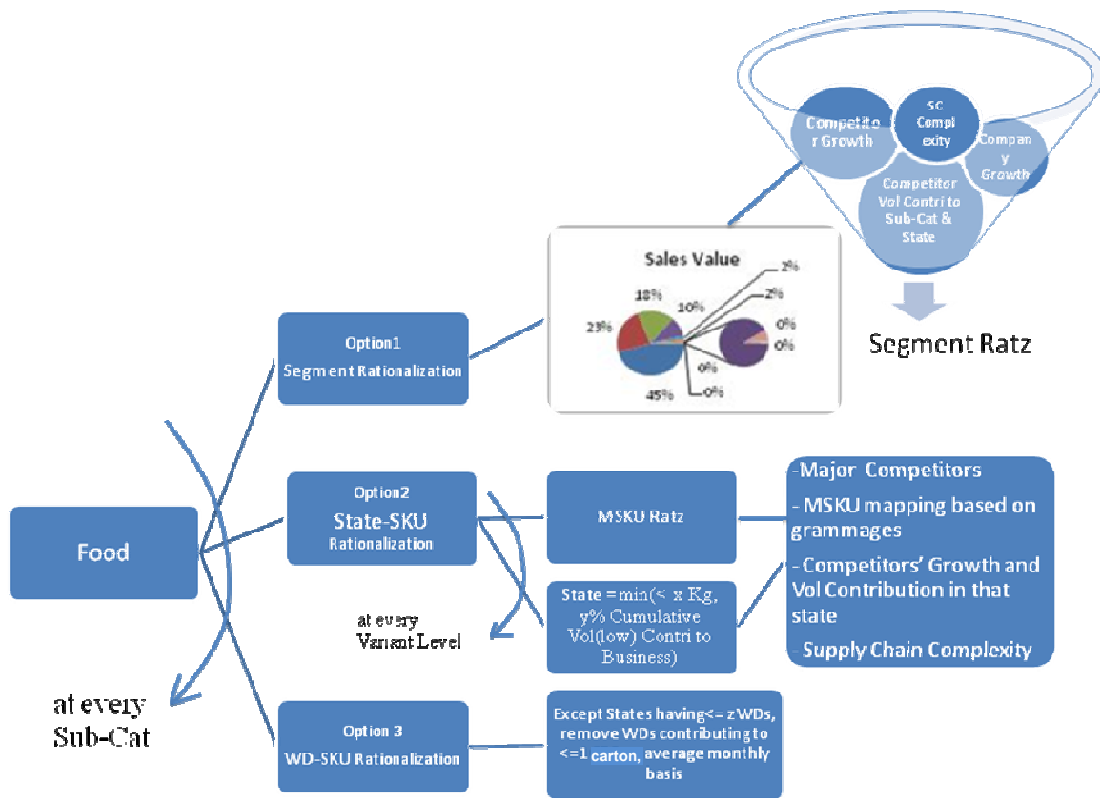 Competito
r Growth
SC
Compl
exity
Compan
y
Growth
Competitor
Vol Contri to
Sub-Cat &
State
Segment Ratz
Sales Value
2%
18%
10%
2%
23%
0%
0%
0%
45%
0%
Option1
Segment Rationalization
Food
Option2
State-SKU
Rationalization
MSKU Ratz
-Major Competitors
- MSKU mapping based on
grammages
- Competitors' Growth and
Vol Contribution in that
state
- Supply Chain Complexity
State = min(< x Kg,
y% Cumulative
Vol(low) Contri to
Business)
at every
Variant Level
at every
Sub-Cat
Option 3
WD-SKU Rationalization
Except States having<= z WDs,
remove WDs contributing to
<=1 carton, average monthly
basis